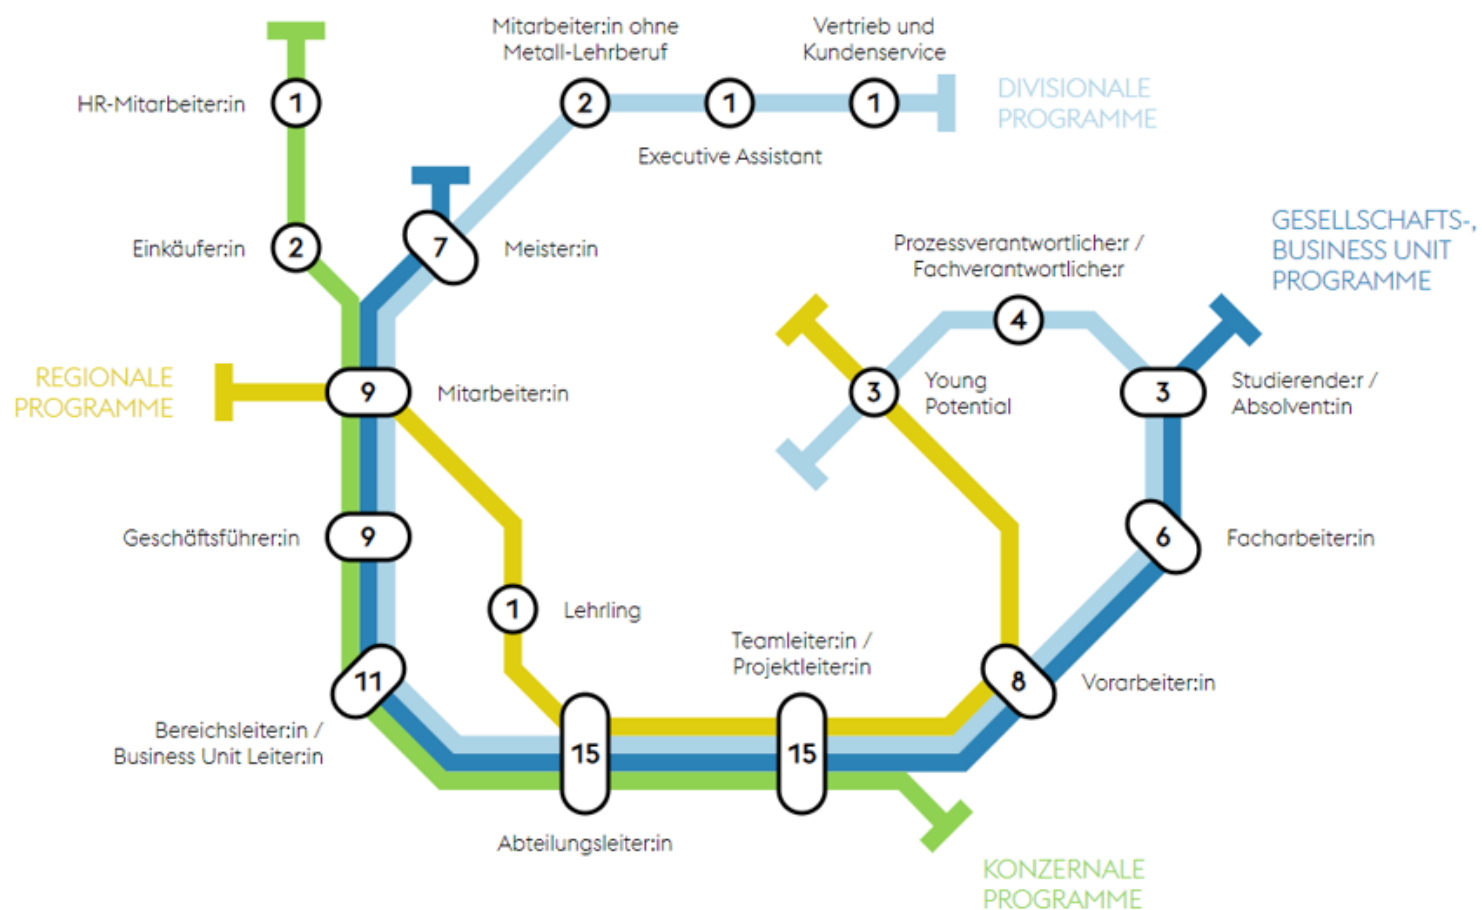 Mitarbeiter:in ohne
Metall-Lehrberuf
Vertrieb und
Kundenservice
HR-Mitarbeiter:in
1
2
1
1
DIVISIONALE
PROGRAMME
Executive Assistant
Einkäufer:in
2
7
Meister:in
Prozessverantwortliche:r /
Fachverantwortliche:r
GESELLSCHAFTS-,
BUSINESS UNIT
PROGRAMME
4
REGIONALE
PROGRAMME
9
Mitarbeiter:in
3
Young
Potential
3
Studierende:r /
Absolvent:in
Geschäftsführer:in
9
6
Facharbeiter:in
1
Lehrling
Teamleiter:in /
Projektleiter:in
11
8
Vorarbeiter:in
Bereichsleiter:in /
Business Unit Leiter:in
15
15
Abteilungsleiter:in
KONZERNALE
PROGRAMME